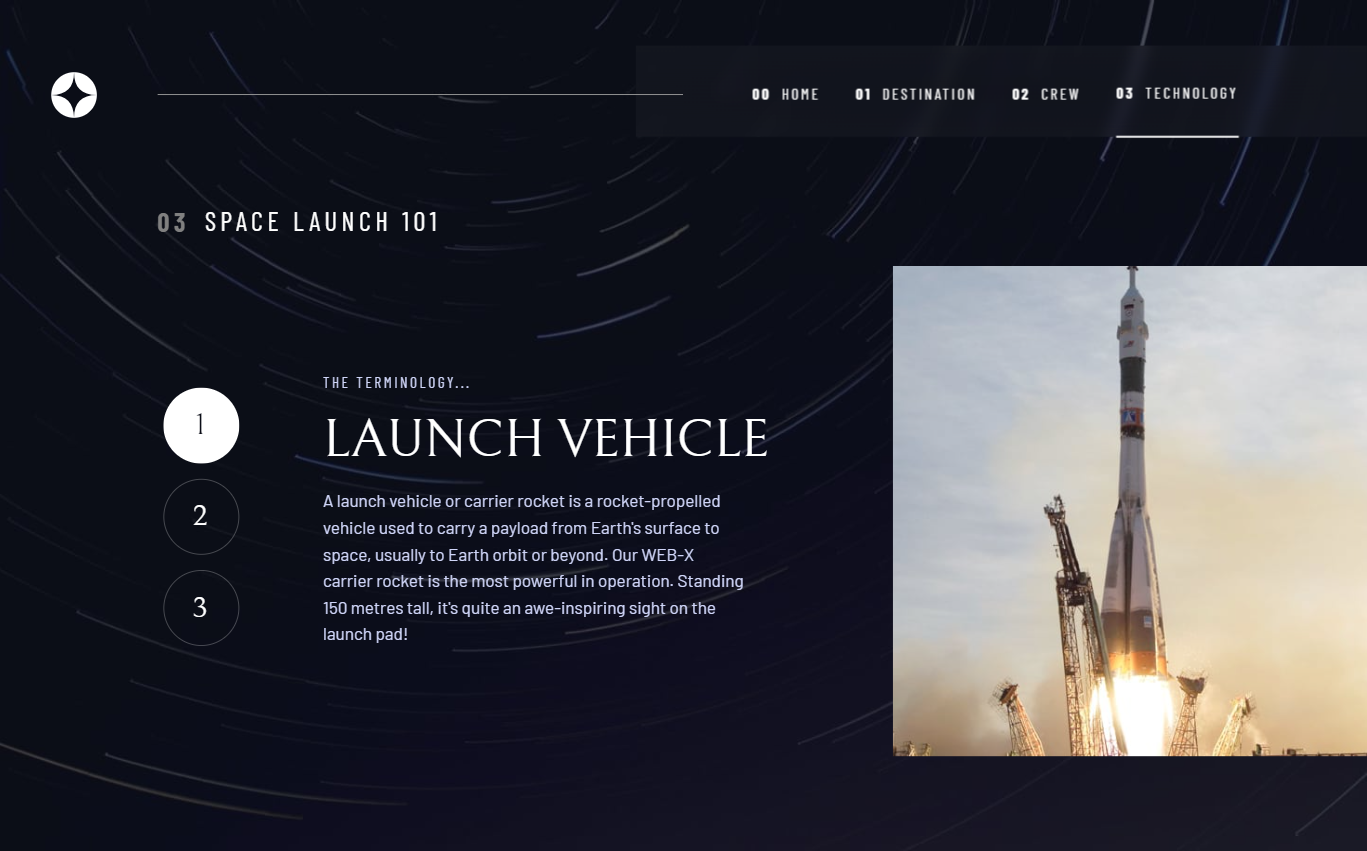 00 HOME 01 DESTINATION 02 CREW 03 TECHNOLOGY
03 SPACE LAUNCH 101
THE TERMINOLOGY...
LAUNCH VEHICLE
A launch vehicle or carrier rocket is a rocket-propelled
vehicle used to carry a payload from Earth's surface to
space, usually to Earth orbit or beyond. Our WEB-X
carrier rocket is the most powerful in operation. Standing
150 metres tall, it's quite an awe-inspiring sight on the
launch pad!
1
2
3